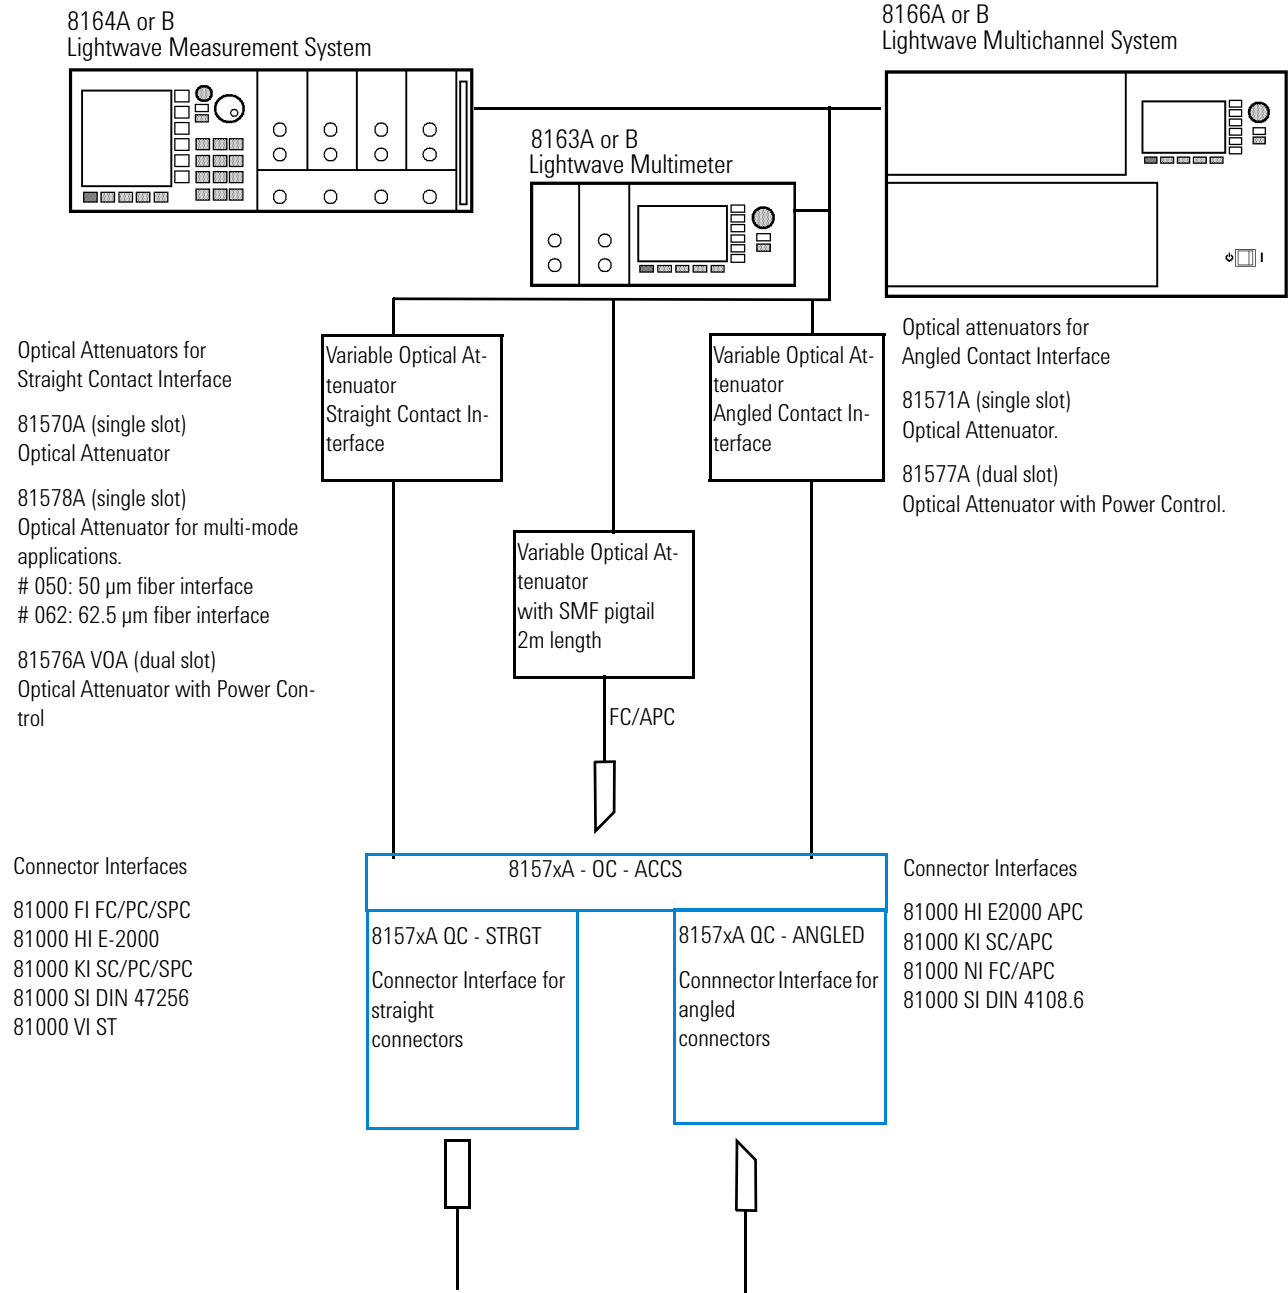 8164A or B
Lightwave Measurement System
8166A or B
Lightwave Multichannel System
8163A or B
Lightwave Multimeter
Optical Attenuators for
Straight Contact Interface
81570A (single slot)
Optical Attenuator
81578A (single slot)
Optical Attenuator for multi-mode
applications.
# 050: 50 µm fiber interface
# 062: 62.5 µm fiber interface
81576A VOA (dual slot)
Optical Attenuator with Power Con-
trol
Variable Optical At-
tenuator
Straight Contact In-
terface
Variable Optical At-
tenuator
with SMF pigtail
2m length
FC/APC
Variable Optical At-
tenuator
Angled Contact In-
terface
Optical attenuators for
Angled Contact Interface
81571A (single slot)
Optical Attenuator.
81577A (dual slot)
Optical Attenuator with Power Control.
Connector Interfaces
81000 FI FC/PC/SPC
81000 HI E-2000
81000 KI SC/PC/SPC
81000 SI DIN 47256
81000 VI ST
8157xA - OC - ACCS
8157xA QC - STRGT
Connector Interface for
straight
connectors
8157xA QC - ANGLED
Connnector Interface for
angled
connectors
Connector Interfaces
81000 HI E2000 APC
81000 KI SC/APC
81000 NI FC/APC
81000 SI DIN 4108.6